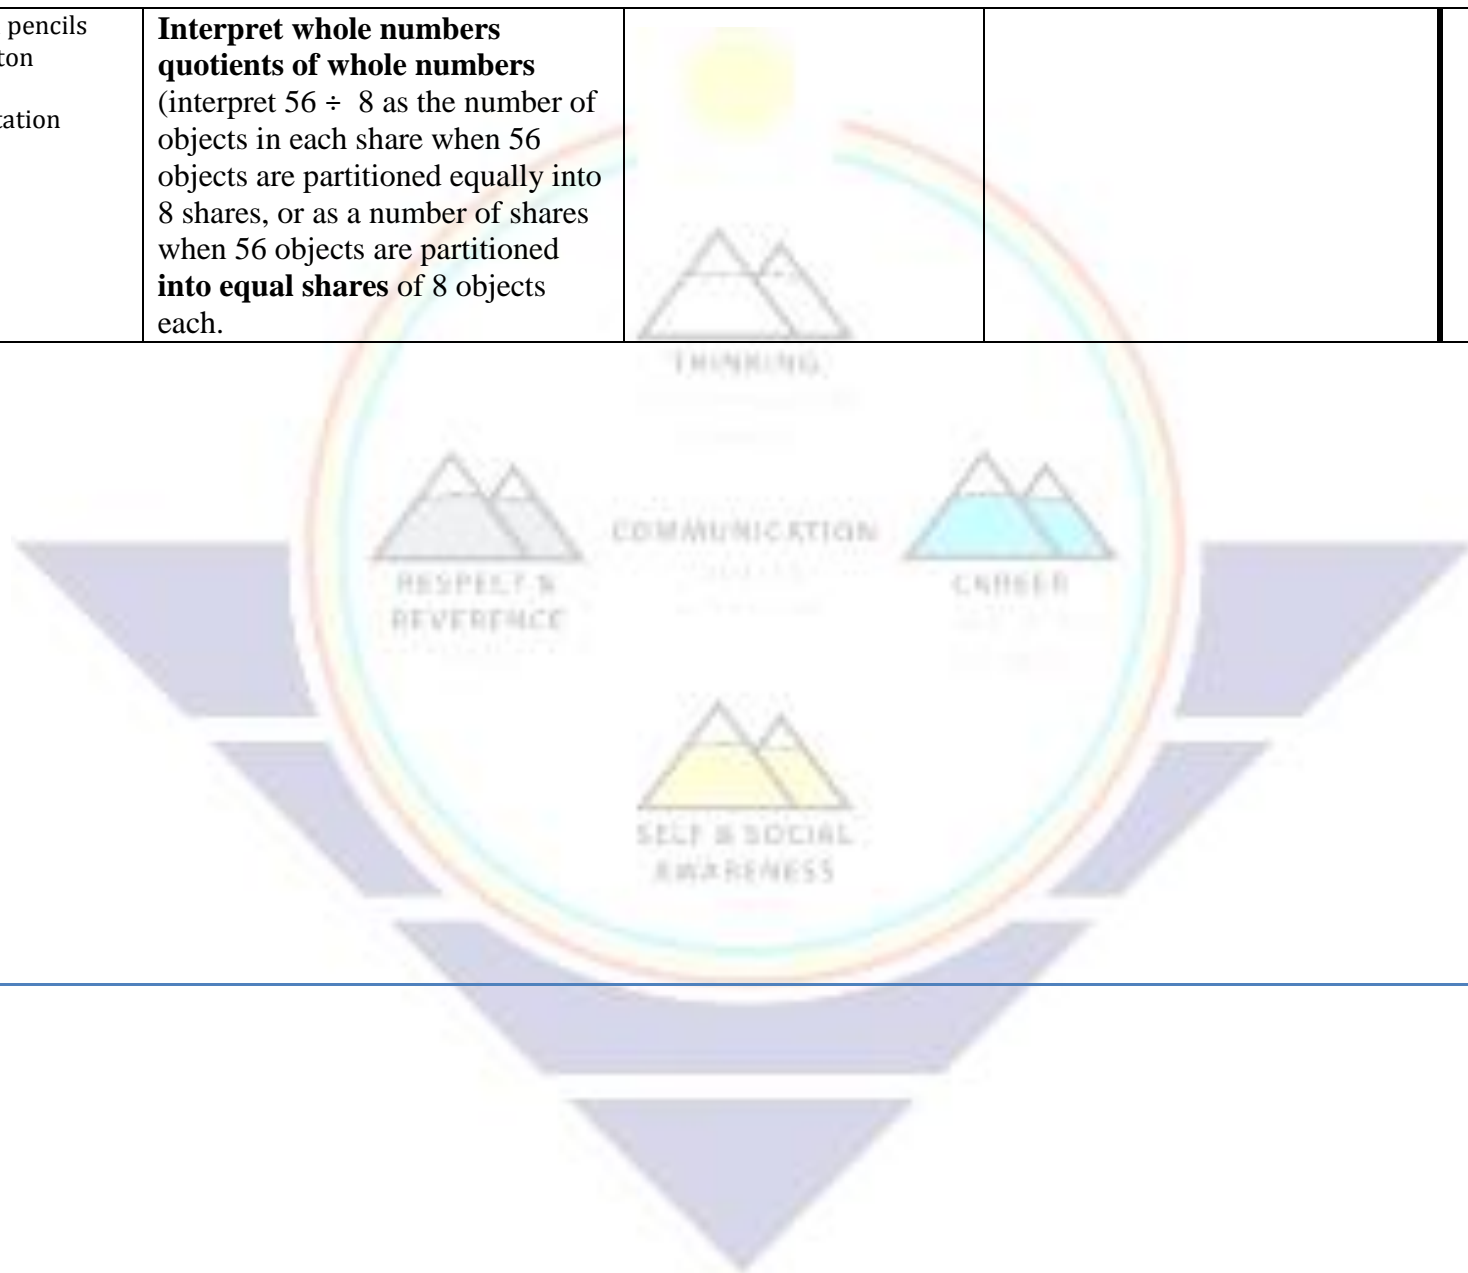 pencils
ton
tation
Interpret whole numbers
quotients of whole numbers
(interpret 56 ÷  8 as the number of
objects in each share when 56
objects are partitioned equally into
8 shares, or as a number of shares
when 56 objects are partitioned
into equal shares of 8 objects
each.
THINKING
COMMUNICATION
RESPECT &
REVERENCE
CAREER
SELF & SOCIAL
AWARENESS